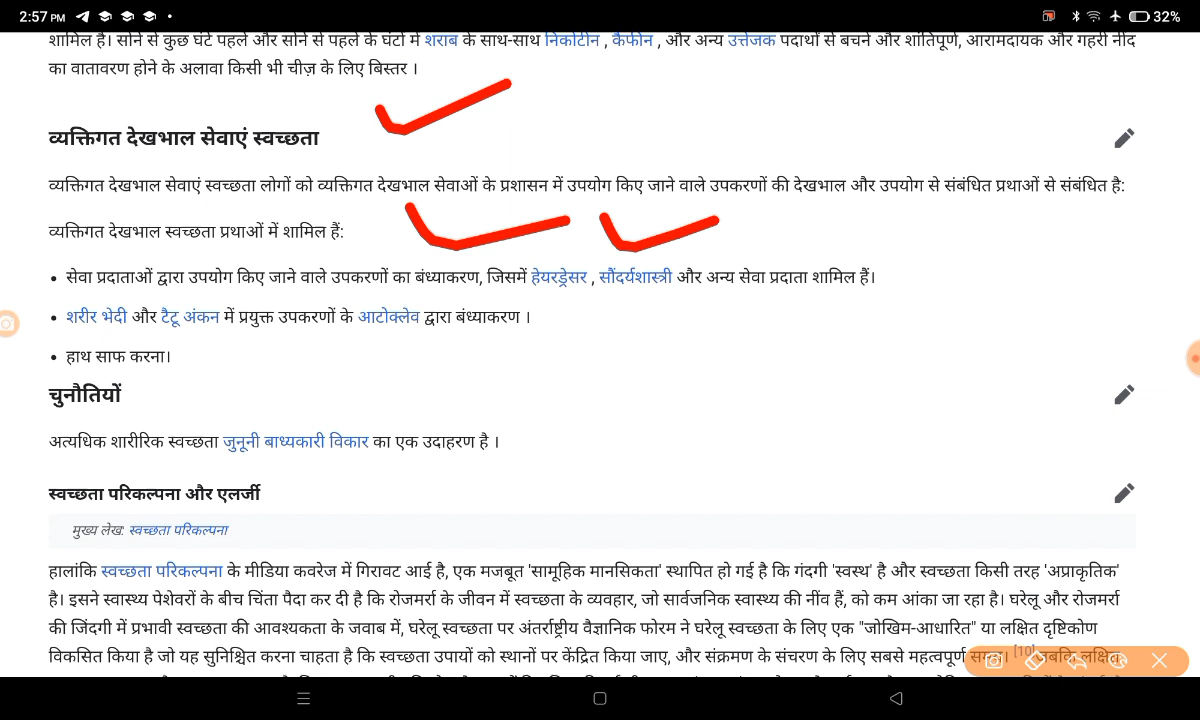 2:57 PM
32%
शामिल है। सोने से कुछ घंटे पहले और सोने से पहले के घंटों में शराब के साथ-साथ निकोटीन , कैफीन , और अन्य उत्तेजक पदार्थों से बचने और शांतिपूर्ण, आरामदायक और गहरी नींद
का वातावरण होने के अलावा किसी भी चीज़ के लिए बिस्तर ।
व्यक्तिगत देखभाल सेवाएं स्वच्छता
व्यक्तिगत देखभाल सेवाएं स्वच्छता लोगों को व्यक्तिगत देखभाल सेवाओं के प्रशासन में उपयोग किए जाने वाले उपकरणों की देखभाल और उपयोग से संबंधित प्रथाओं से संबंधित है:
व्यक्तिगत देखभाल स्वच्छता प्रथाओं में शामिल हैं:
• सेवा प्रदाताओं द्वारा उपयोग किए जाने वाले उपकरणों का बंध्याकरण, जिसमें हेयरड्रेसर , सौंदर्यशास्त्री और अन्य सेवा प्रदाता शामिल हैं।
• शरीर भेदी और टैटू अंकन में प्रयुक्त उपकरणों के आटोक्लेव द्वारा बंध्याकरण ।
• हाथ साफ करना।
चुनौतियों
अत्यधिक शारीरिक स्वच्छता जुनूनी बाध्यकारी विकार का एक उदाहरण है ।
स्वच्छता परिकल्पना और एलर्जी
मुख्य लेख: स्वच्छता परिकल्पना
हालांकि स्वच्छता परिकल्पना के मीडिया कवरेज में गिरावट आई है, एक मजबूत 'सामूहिक मानसिकता' स्थापित हो गई है कि गंदगी 'स्वस्थ' है और स्वच्छता किसी तरह 'अप्राकृतिक'
है। इसने स्वास्थ्य पेशेवरों के बीच चिंता पैदा कर दी है कि रोजमर्रा के जीवन में स्वच्छता के व्यवहार, जो सार्वजनिक स्वास्थ्य की नींव हैं, को कम आंका जा रहा है। घरेलू और रोजमर्रा
की जिंदगी में प्रभावी स्वच्छता की आवश्यकता के जवाब में, घरेलू स्वच्छता पर अंतर्राष्ट्रीय वैज्ञानिक फोरम ने घरेलू स्वच्छता के लिए एक "जोखिम-आधारित" या लक्षित दृष्टिकोण
विकसित किया है जो यह सुनिश्चित करना चाहता है कि स्वच्छता उपायों को स्थानों पर केंद्रित किया जाए, और संक्रमण के संचरण के लिए सबसे महत्वपूर्ण समय। [10] जबकि लक्षित